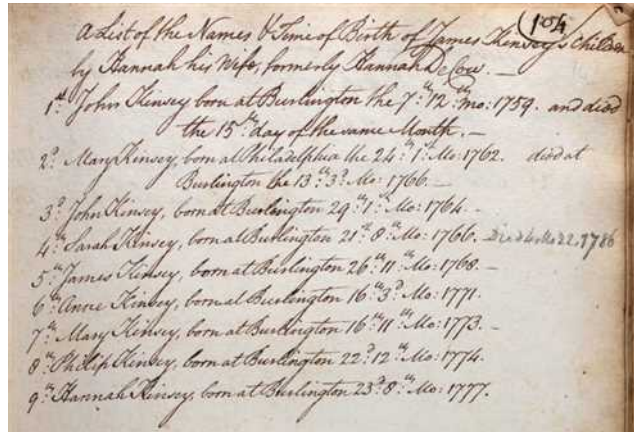 104
A List of the Names & Time of Birth of James Kinsey's Children
by Hannah his Wife, formerly Hannah DeCow. —
1st. John Kinsey born at Burlington the 7th. 12th. mo: 1759. and died
the 15th. day of the same Month. —
2d. Mary Kinsey, born at Philadelphia the 24th. 1st. Mo: 1762. died at
Burlington the 13th. 3d. Mo: 1766. —
3d. John Kinsey, born at Burlington 29th. 1st. Mo: 1764. —
4th. Sarah Kinsey, born at Burlington 21st. 8th. Mo: 1766. Died 4 Mo 22, 1786
5th. James Kinsey, born at Burlington 26th. 11th. Mo: 1768. —
6th. Anne Kinsey, born at Burlington 16th. 3d. Mo: 1771.
7th. Mary Kinsey, born at Burlington 16th. 11th. Mo: 1773. —
8th. Philip Kinsey, born at Burlington 22d. 12th. Mo: 1774.
9th. Hannah Kinsey, born at Burlington 23d. 8th. Mo: 1777.